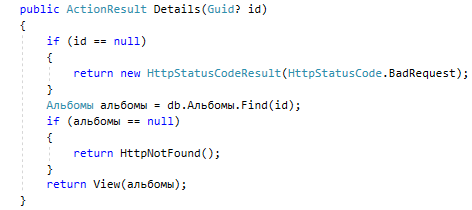 public ActionResult Details(Guid? id)
{
    if (id == null)
    {
        return new HttpStatusCodeResult(HttpStatusCode.BadRequest);
    }
    Альбомы альбомы = db.Альбомы.Find(id);
    if (альбомы == null)
    {
        return HttpNotFound();
    }
    return View(альбомы);
}